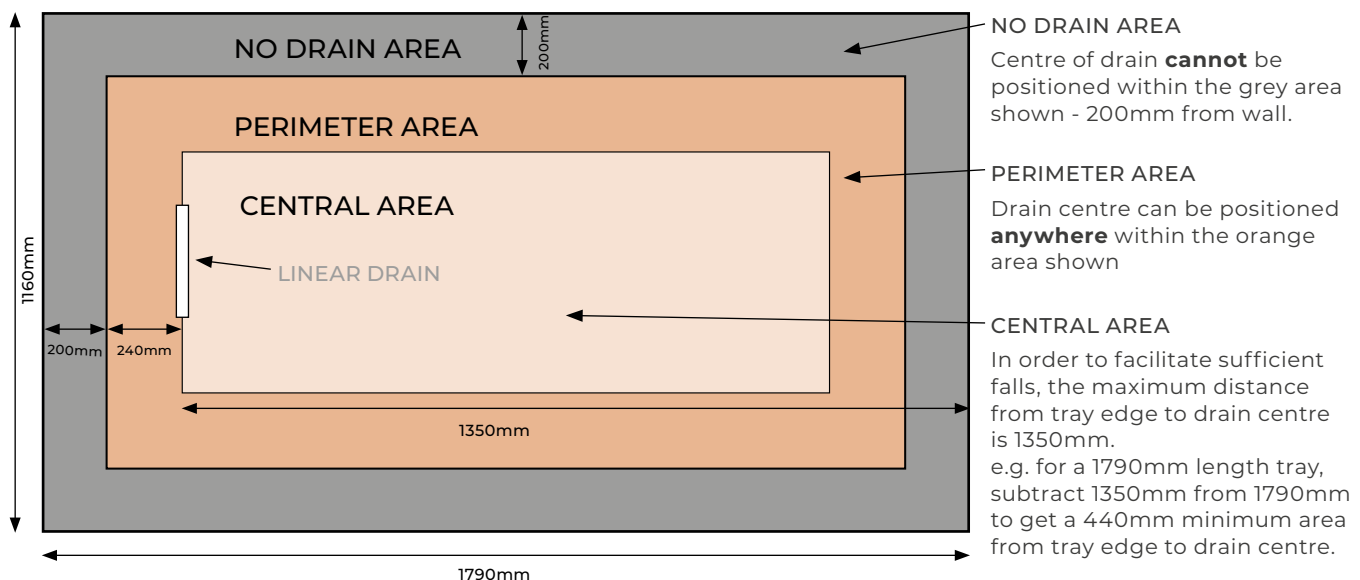 NO DRAIN AREA
200mm
PERIMETER AREA
CENTRAL AREA
LINEAR DRAIN
1160mm
200mm
240mm
1350mm
1790mm
NO DRAIN AREA
Centre of drain cannot be
positioned within the grey area
shown - 200mm from wall.
PERIMETER AREA
Drain centre can be positioned
anywhere within the orange
area shown
CENTRAL AREA
In order to facilitate sufficient
falls, the maximum distance
from tray edge to drain centre
is 1350mm.
e.g. for a 1790mm length tray,
subtract 1350mm from 1790mm
to get a 440mm minimum area
from tray edge to drain centre.